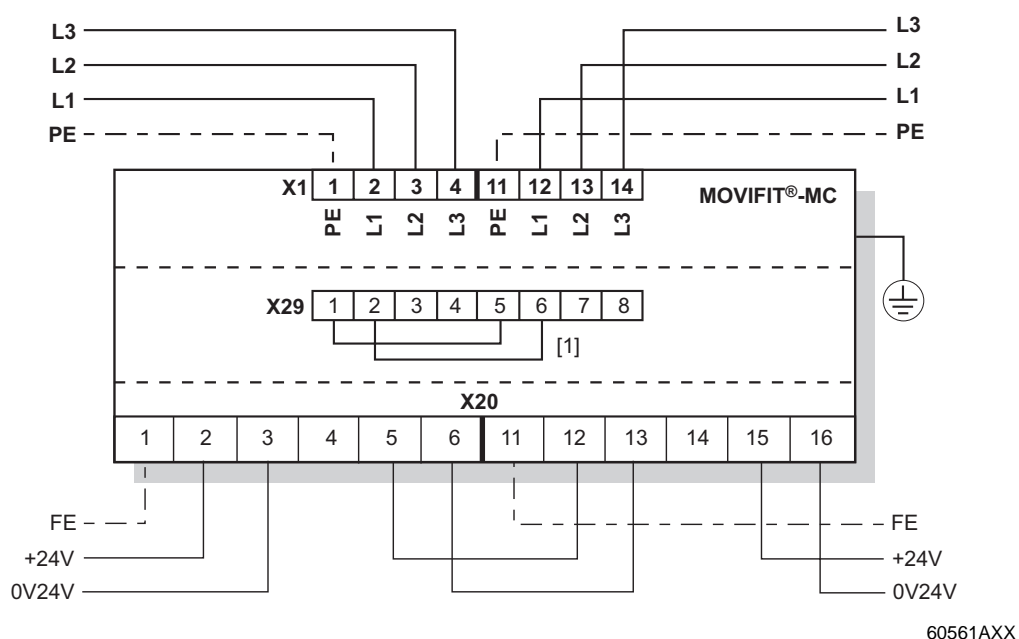 L3 L3
L2 L2
L1 L1
PE PE
X1 1 2 3 4 11 12 13 14 MOVIFIT®-MC
PE L1 L2 L3 PE L1 L2 L3
X29 1 2 3 4 5 6 7 8
[1]
X20
1 2 3 4 5 6 11 12 13 14 15 16
FE FE
+24V +24V
0V24V 0V24V
60561AXX